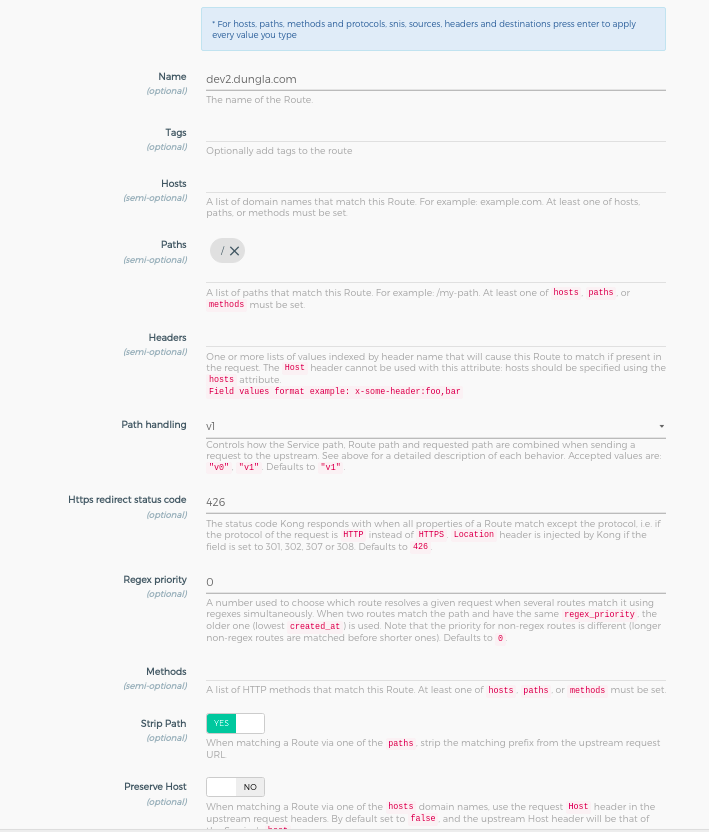 * For hosts, paths, methods and protocols, snis, sources, headers and destinations press enter to apply
every value you type
Name
(optional)
dev2.dungla.com
The name of the Route.
Tags
(optional)
Optionally add tags to the route
Hosts
(semi-optional)
A list of domain names that match this Route. For example: example.com. At least one of hosts,
paths, or methods must be set.
Paths
(semi-optional)
/ ✕
A list of paths that match this Route. For example: /my-path. At least one of hosts, paths, or
methods must be set.
Headers
(semi-optional)
One or more lists of values indexed by header name that will cause this Route to match if present in
the request. The Host header cannot be used with this attribute: hosts should be specified using the
hosts attribute.
Field values format example: x-some-header:foo,bar
Path handling
v1
Controls how the Service path, Route path and requested path are combined when sending a
request to the upstream. See above for a detailed description of each behavior. Accepted values are:
"v0", "v1". Defaults to "v1".
Https redirect status code
(optional)
426
The status code Kong responds with when all properties of a Route match except the protocol, i.e. if
the protocol of the request is HTTP instead of HTTPS. Location header is injected by Kong if the
field is set to 301, 302, 307 or 308. Defaults to 426.
Regex priority
(optional)
0
A number used to choose which route resolves a given request when several routes match it using
regexes simultaneously. When two routes match the path and have the same regex_priority, the
older one (lowest created_at) is used. Note that the priority for non-regex routes is different (longer
non-regex routes are matched before shorter ones). Defaults to 0.
Methods
(semi-optional)
A list of HTTP methods that match this Route. At least one of hosts, paths, or methods must be set.
Strip Path
(optional)
YES
When matching a Route via one of the paths, strip the matching prefix from the upstream request
URL.
Preserve Host
(optional)
NO
When matching a Route via one of the hosts domain names, use the request Host header in the
upstream request headers. By default set to false, and the upstream Host header will be that of
the Service's host.